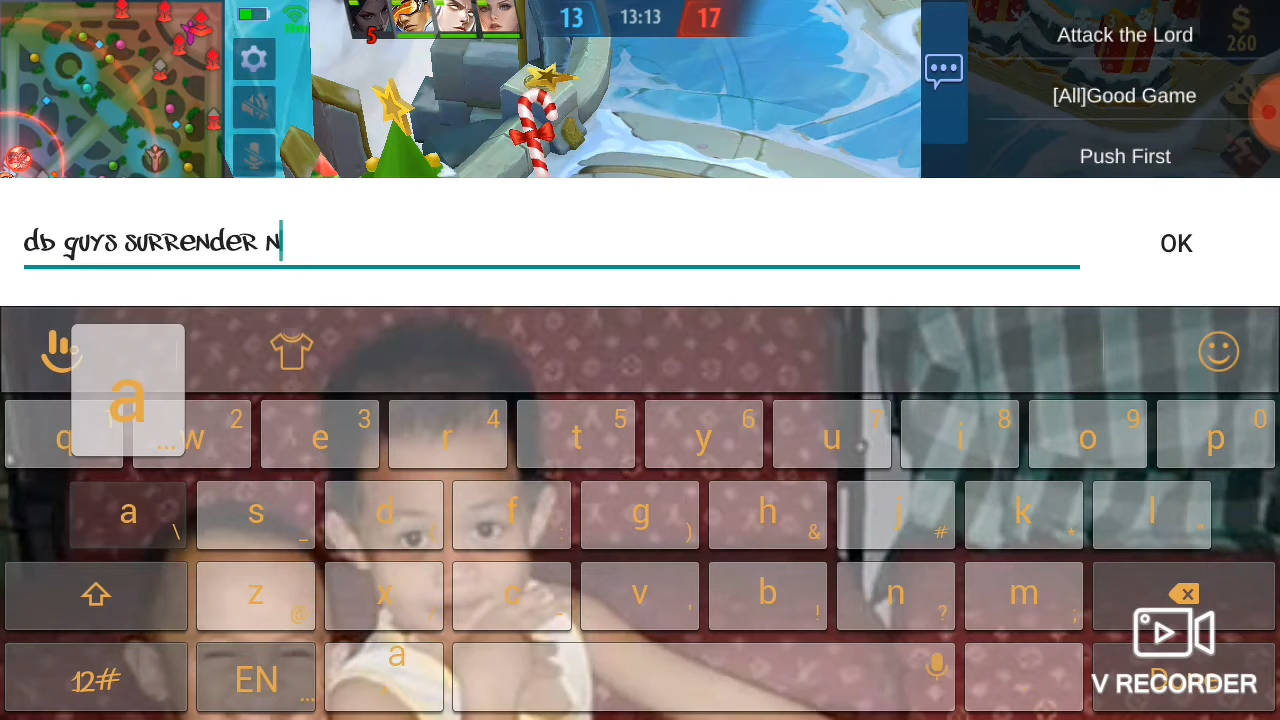 5
13
13:13
17
$
260
Attack the Lord
[All]Good Game
Push First
db guys surrender n
OK
a
...
q w 2 e 3 r 4 t 5 y 6 u 7 i 8 o 9 p 0
a \ s _ d ( f : g ) h & j # k * l "
z @ x / c - v ' b ! n ? m ;
12# EN ... a
V RECORDER